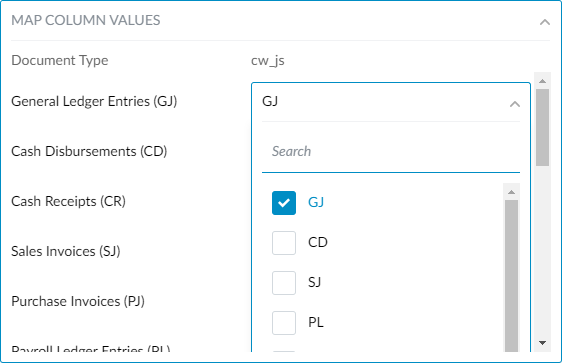 MAP COLUMN VALUES
Document Type cw_js
General Ledger Entries (GJ) GJ
Cash Disbursements (CD) Search
Cash Receipts (CR) GJ
CD
Sales Invoices (SJ)
SJ
Purchase Invoices (PJ)
PL
Payroll Ledger Entries (PL)